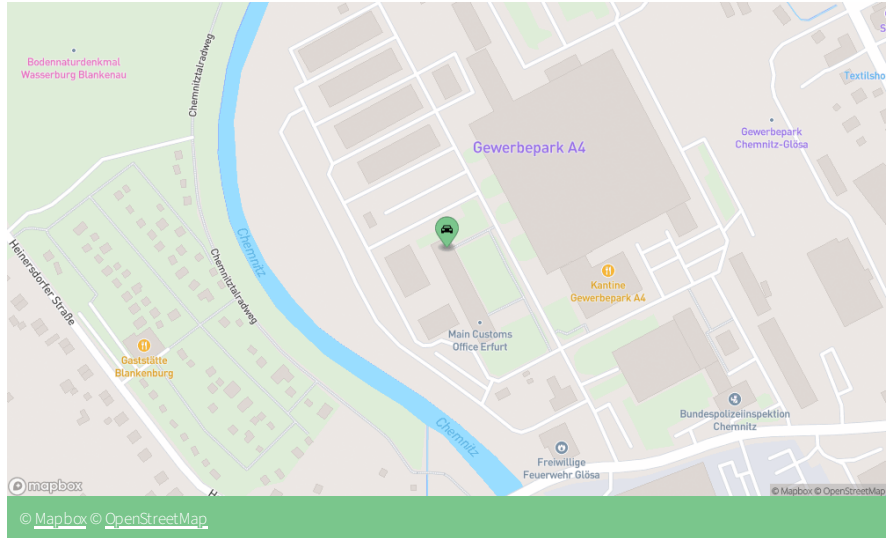 Bodennaturdenkmal
Wasserburg Blankenau
Chemnitztalradweg
Gewerbepark A4
Textilsho
Gewerbepark
Chemnitz-Glösa
Heinersdorfer Straße
Chemnitz
Chemnitztalradweg
Kantine
Gewerbepark A4
Main Customs
Office Erfurt
Gaststätte
Blankenburg
Chemnitz
Bundespolizeiinspektion
Chemnitz
Freiwillige
Feuerwehr Glösa
mapbox
© Mapbox © OpenStreetMap
© Mapbox © OpenStreetMap